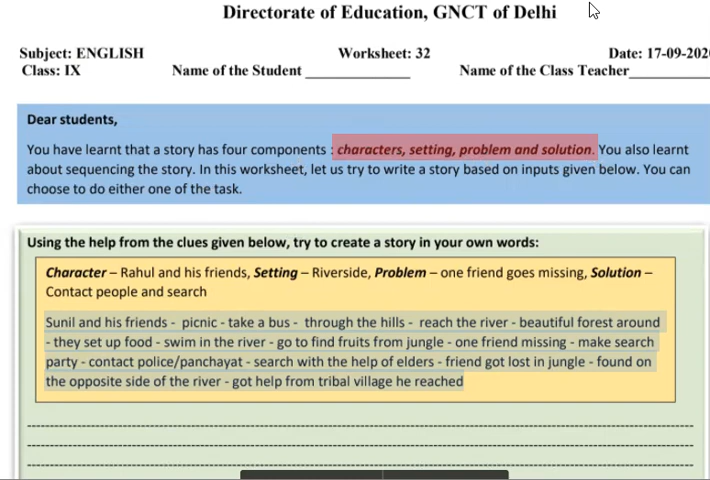 Directorate of Education, GNCT of Delhi
Subject: ENGLISH Worksheet: 32 Date: 17-09-202
Class: IX Name of the Student ______________ Name of the Class Teacher____________
Dear students,
You have learnt that a story has four components : characters, setting, problem and solution. You also learnt
about sequencing the story. In this worksheet, let us try to write a story based on inputs given below. You can
choose to do either one of the task.
Using the help from the clues given below, try to create a story in your own words:
Character – Rahul and his friends, Setting – Riverside, Problem – one friend goes missing, Solution –
Contact people and search
Sunil and his friends - picnic - take a bus - through the hills - reach the river - beautiful forest around
- they set up food - swim in the river - go to find fruits from jungle - one friend missing - make search
party - contact police/panchayat - search with the help of elders - friend got lost in jungle - found on
the opposite side of the river - got help from tribal village he reached